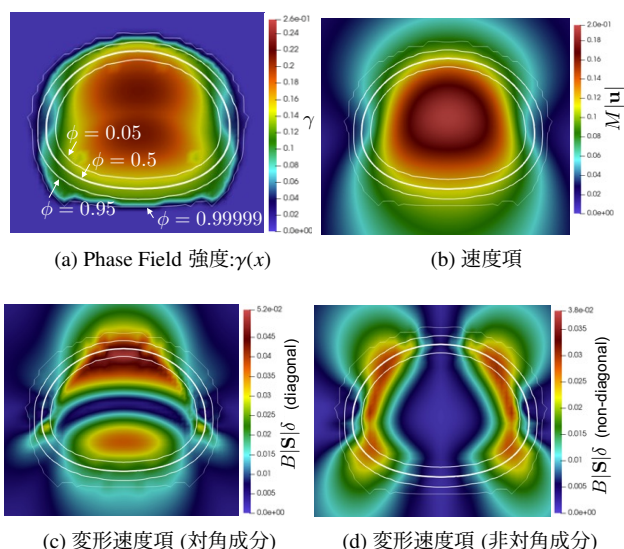 2.6e-01
0.24
0.22
0.2
0.18
0.16
0.14
0.12
0.1
0.08
0.06
0.04
0.02
0.0e+00
γ
ϕ = 0.05
ϕ = 0.5
ϕ = 0.95
ϕ = 0.99999
(a) Phase Field 強度:γ(x)
2.0e-01
0.18
0.16
0.14
0.12
0.1
0.08
0.06
0.04
0.02
0.0e+00
M|u|
(b) 速度項
5.2e-02
0.045
0.04
0.035
0.03
0.025
0.02
0.015
0.01
0.005
0.0e+00
B|S|δ (diagonal)
(c) 変形速度項 (対角成分)
3.8e-02
0.035
0.03
0.025
0.02
0.015
0.01
0.005
0.0e+00
B|S|δ (non-diagonal)
(d) 変形速度項 (非対角成分)